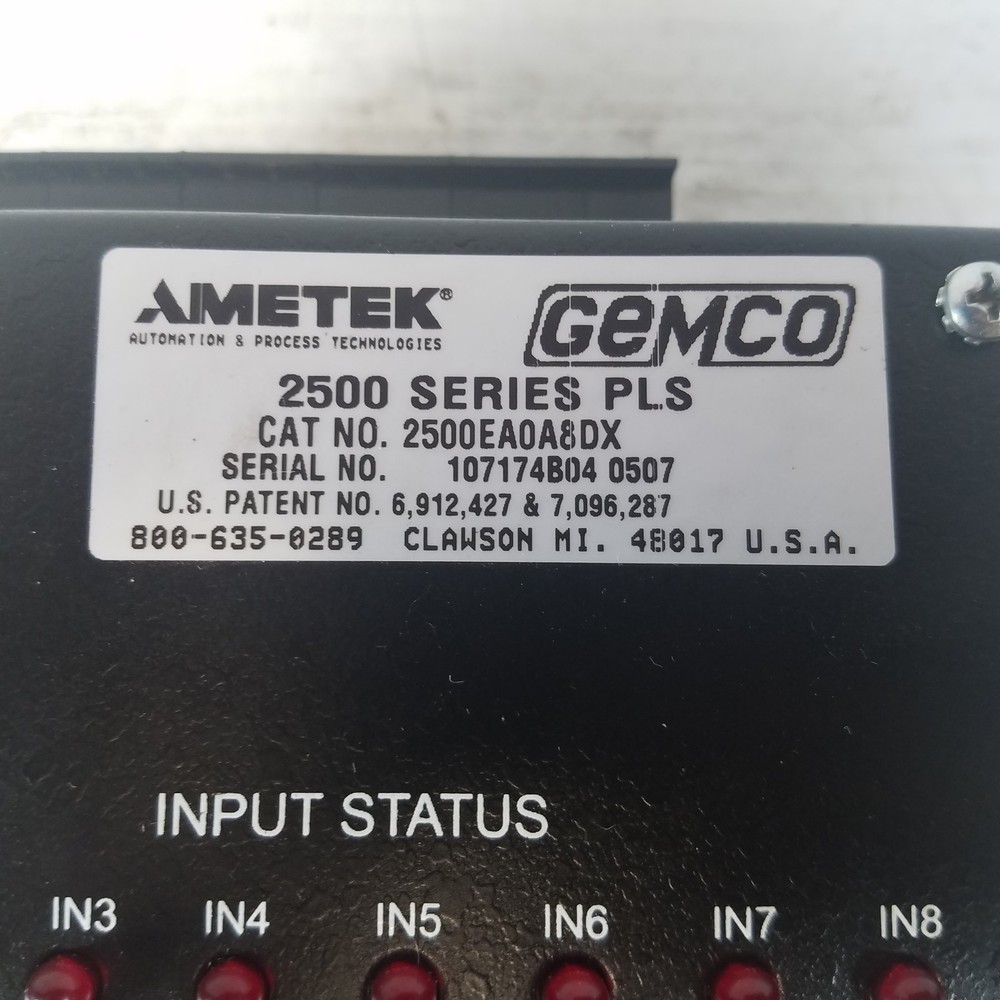 AMETEK®
AUTOMATION & PROCESS TECHNOLOGIES
GeMCO
2500 SERIES PLS
CAT NO. 2500EA0A8DX
SERIAL NO. 107174B04 0507
U.S. PATENT NO. 6,912,427 & 7,096,287
800-635-0289 CLAWSON MI. 48017 U.S.A.
INPUT STATUS
IN3 IN4 IN5 IN6 IN7 IN8